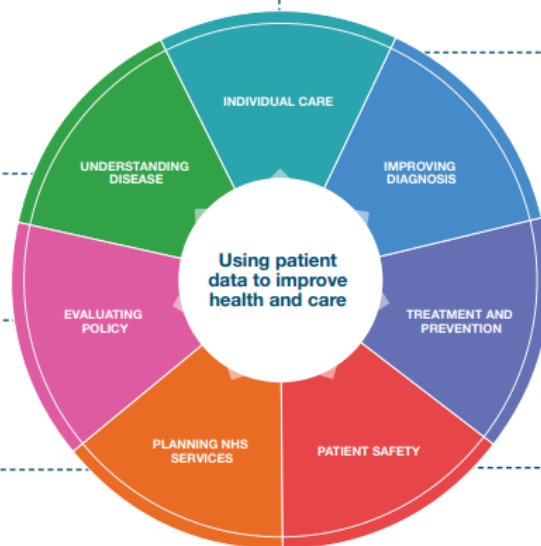 INDIVIDUAL CARE
IMPROVING
DIAGNOSIS
TREATMENT AND
PREVENTION
PATIENT SAFETY
PLANNING NHS
SERVICES
EVALUATING
POLICY
UNDERSTANDING
DISEASE
Using patient
data to improve
health and care